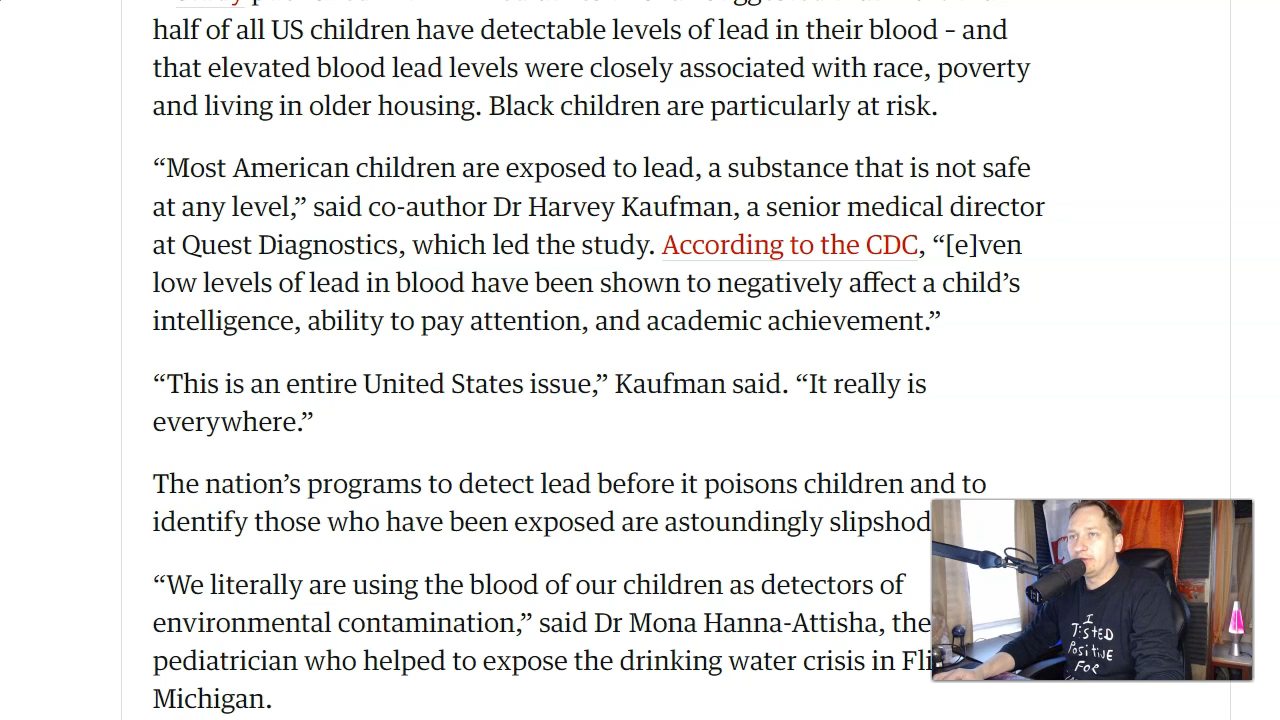 half of all US children have detectable levels of lead in their blood – and
that elevated blood lead levels were closely associated with race, poverty
and living in older housing. Black children are particularly at risk.
“Most American children are exposed to lead, a substance that is not safe
at any level,” said co-author Dr Harvey Kaufman, a senior medical director
at Quest Diagnostics, which led the study. According to the CDC, “[e]ven
low levels of lead in blood have been shown to negatively affect a child’s
intelligence, ability to pay attention, and academic achievement.”
“This is an entire United States issue,” Kaufman said. “It really is
everywhere.”
The nation’s programs to detect lead before it poisons children and to
identify those who have been exposed are astoundingly slipshod
“We literally are using the blood of our children as detectors of
environmental contamination,” said Dr Mona Hanna-Attisha, the
pediatrician who helped to expose the drinking water crisis in Fli
Michigan.
I
TESTED
POSITIVE
FOR